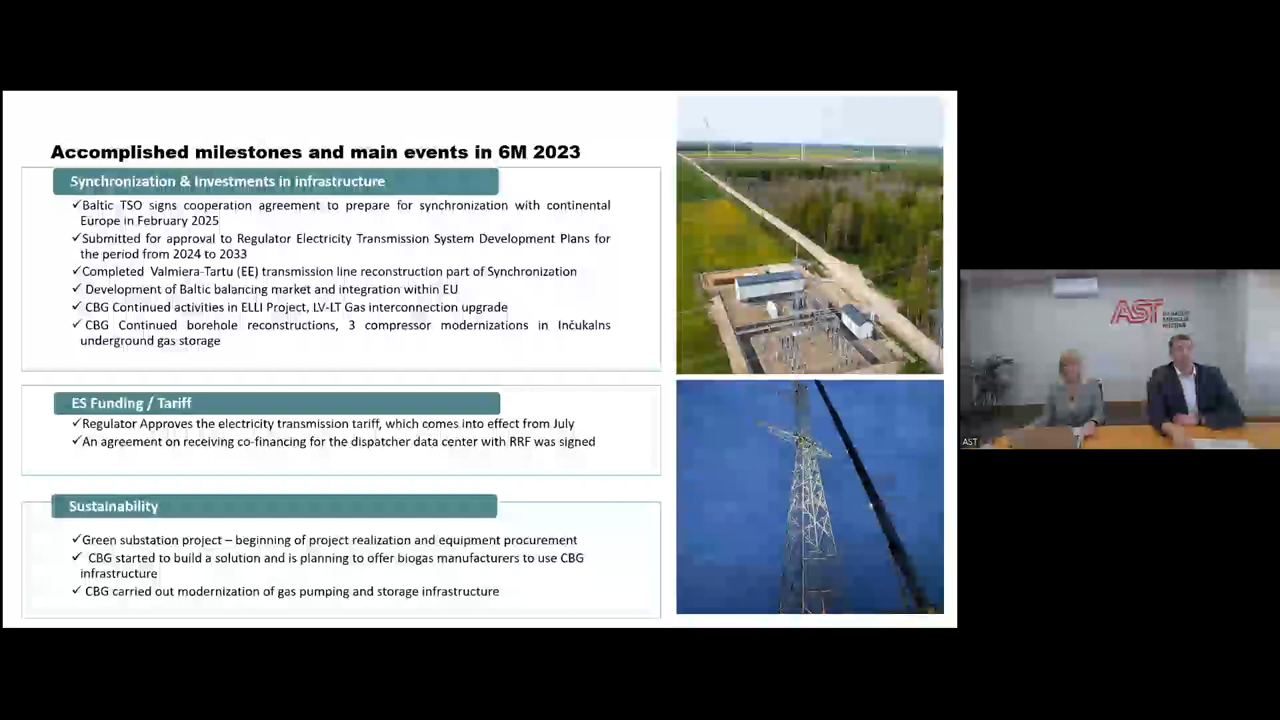 Accomplished milestones and main events in 6M 2023
Synchronization & Investments in infrastructure
✓Baltic TSO signs cooperation agreement to prepare for synchronization with continental
Europe in February 2025
✓Submitted for approval to Regulator Electricity Transmission System Development Plans for
the period from 2024 to 2033
✓Completed Valmiera-Tartu (EE) transmission line reconstruction part of Synchronization
✓ Development of Baltic balancing market and integration within EU
✓ CBG Continued activities in ELLI Project, LV-LT Gas interconnection upgrade
✓ CBG Continued borehole reconstructions, 3 compressor modernizations in Inčukalns
underground gas storage
ES Funding / Tariff
✓Regulator Approves the electricity transmission tariff, which comes into effect from July
✓An agreement on receiving co-financing for the dispatcher data center with RRF was signed
Sustainability
✓Green substation project – beginning of project realization and equipment procurement
✓ CBG started to build a solution and is planning to offer biogas manufacturers to use CBG
infrastructure
✓ CBG carried out modernization of gas pumping and storage infrastructure
AST
AST